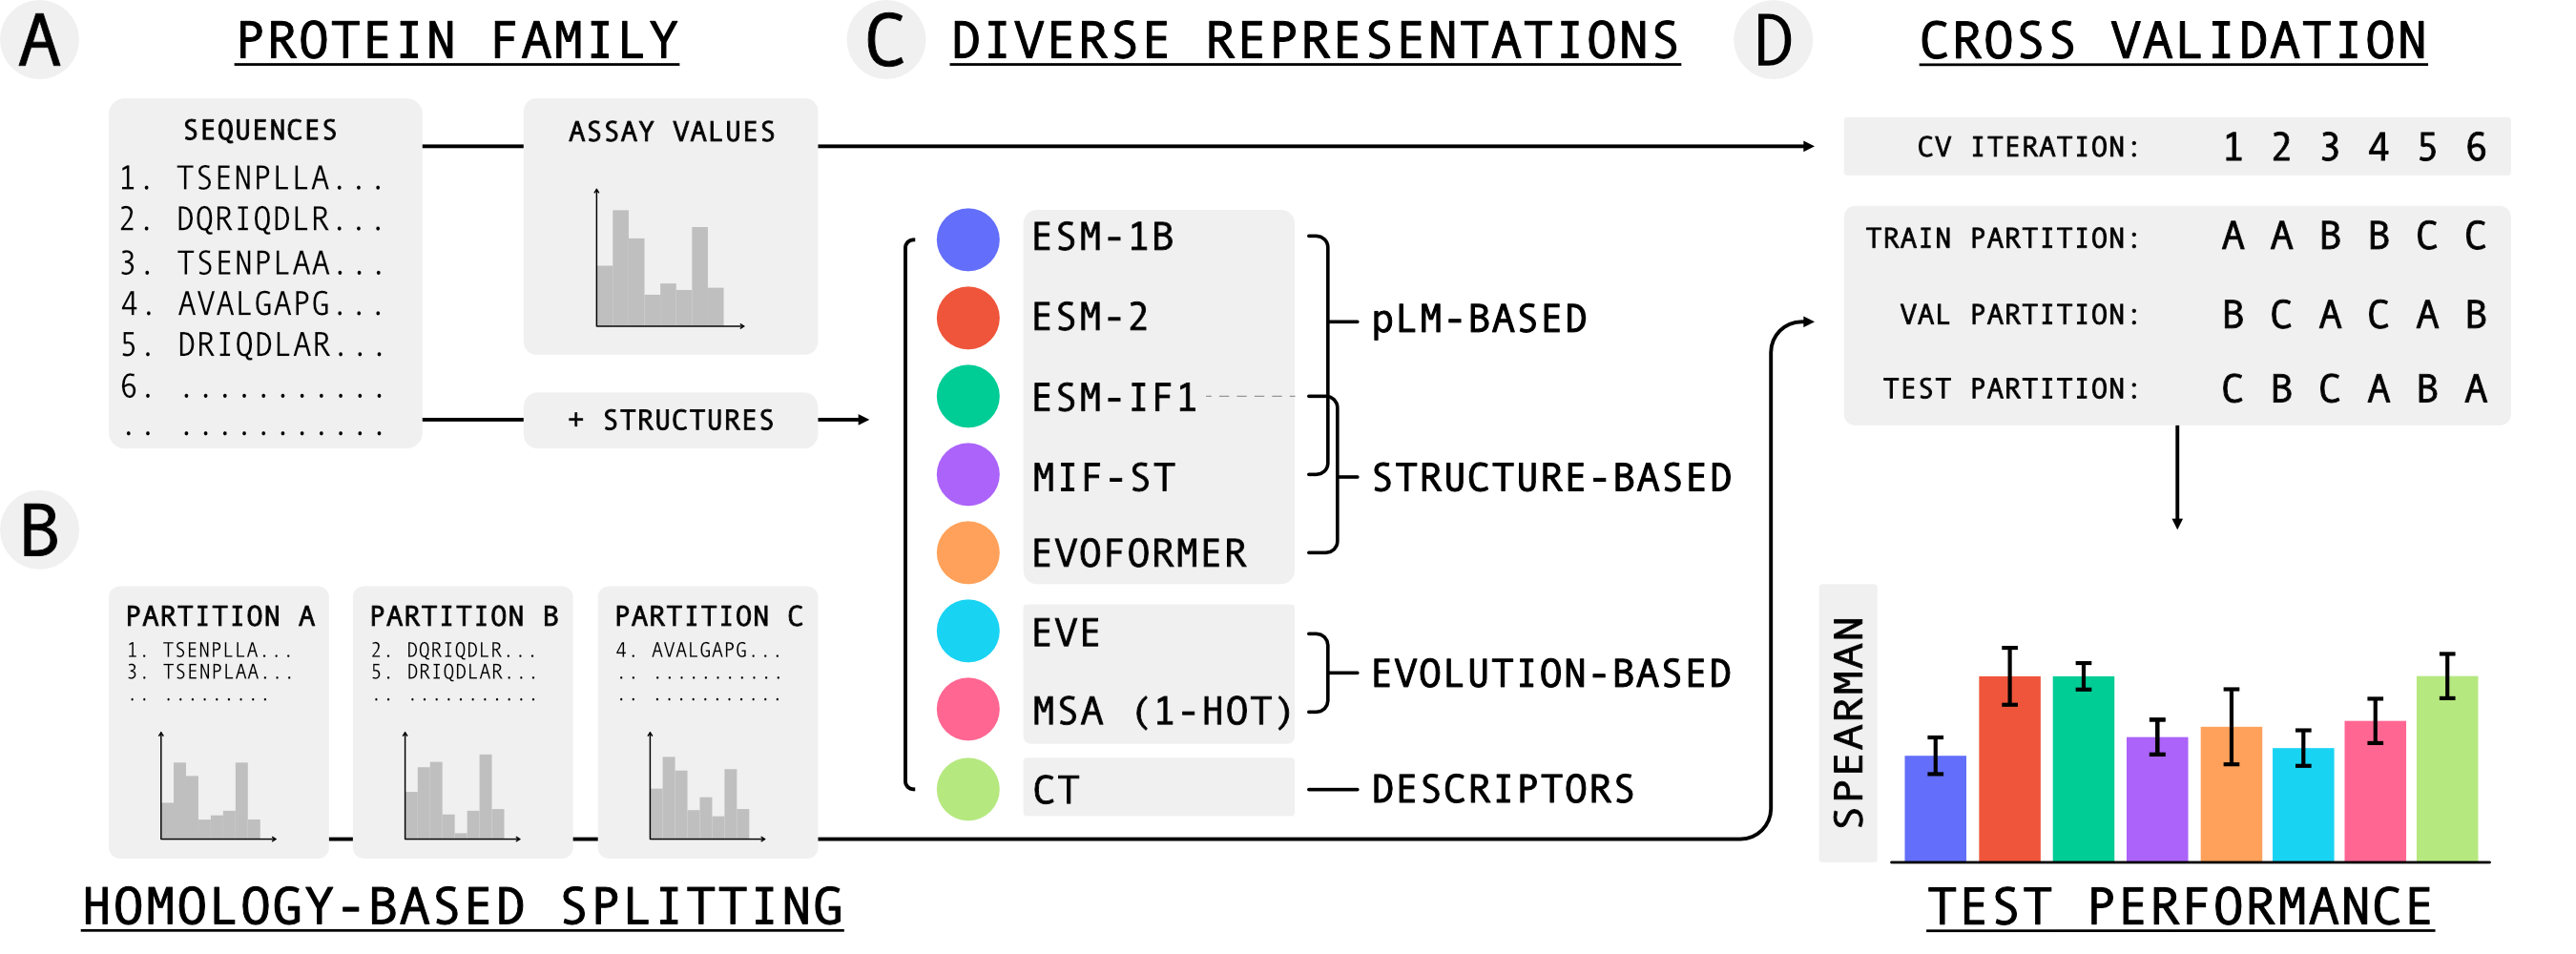 A
PROTEIN FAMILY
SEQUENCES
1. TSENPLLA...
2. DQRIQDLR...
3. TSENPLAA...
4. AVALGAPG...
5. DRIQDLAR...
6. ...........
.. ...........
ASSAY VALUES
+ STRUCTURES
B
PARTITION A
1. TSENPLLA...
3. TSENPLAA...
.. .........
PARTITION B
2. DQRIQDLR...
5. DRIQDLAR...
.. ...........
PARTITION C
4. AVALGAPG...
.. ...........
.. ...........
HOMOLOGY-BASED SPLITTING
C
DIVERSE REPRESENTATIONS
ESM-1B
ESM-2
ESM-IF1
MIF-ST
EVOFORMER
EVE
MSA (1-HOT)
CT
pLM-BASED
STRUCTURE-BASED
EVOLUTION-BASED
DESCRIPTORS
D
CROSS VALIDATION
CV ITERATION: 1 2 3 4 5 6
TRAIN PARTITION: A A B B C C
VAL PARTITION: B C A C A B
TEST PARTITION: C B C A B A
SPEARMAN
TEST PERFORMANCE